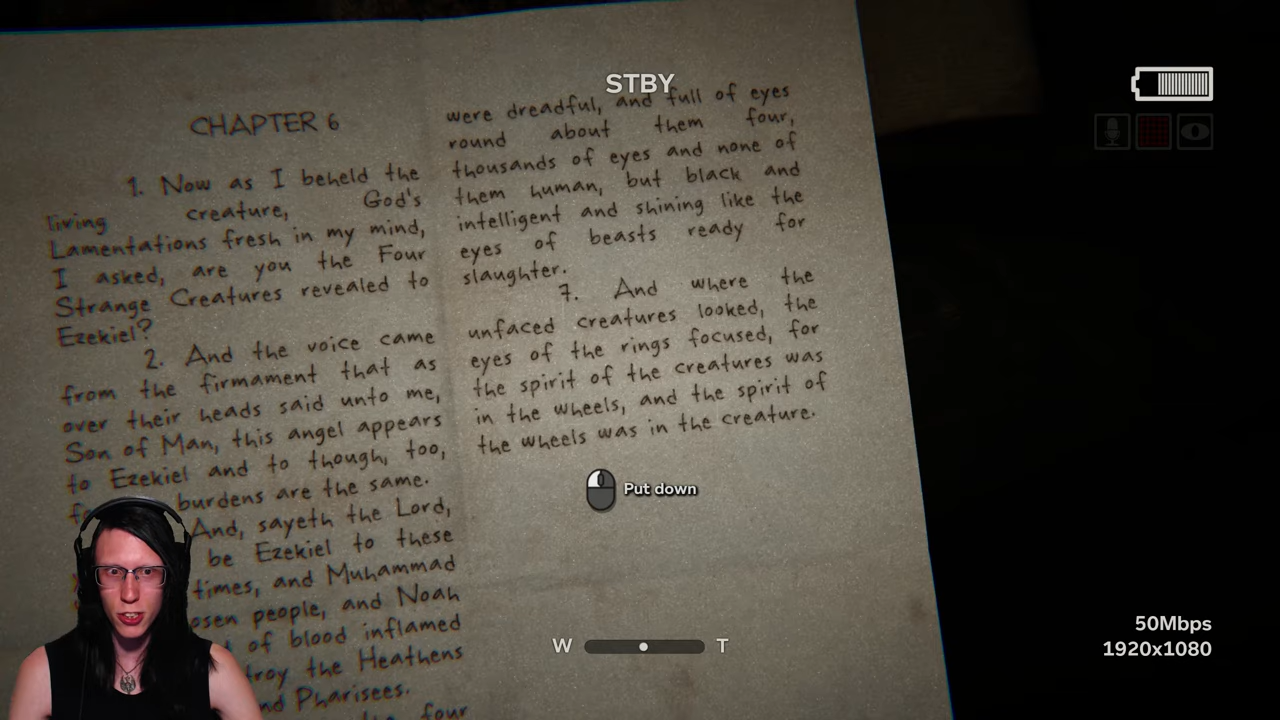 STBY
CHAPTER 6
1. Now as I beheld the
living creature, God's
Lamentations fresh in my mind,
I asked, are you the Four
Strange Creatures revealed to
Ezekiel?
2. And the voice came
from the firmament that as
over their heads said unto me,
Son of Man, this angel appears
to Ezekiel and to though, too,
burdens are the same.
And, sayeth the Lord,
be Ezekiel to these
times, and Muhammad
people, and Noah
of blood inflamed
the Heathens
Pharisees.
four
were dreadful, and full of eyes
round about them four,
thousands of eyes and none of
them human, but black and
intelligent and shining like the
eyes of beasts ready for
slaughter.
7. And where the
unfaced creatures looked, the
eyes of the rings focused, for
the spirit of the creatures was
in the wheels, and the spirit of
the wheels was in the creature.
Put down
W T
50Mbps
1920x1080